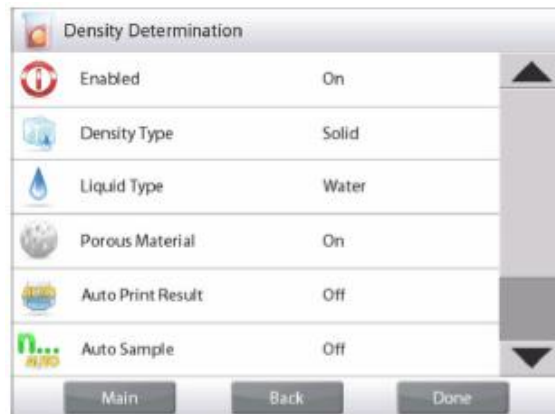 Density Determination
Enabled On
Density Type Solid
Liquid Type Water
Porous Material On
Auto Print Result Off
n... AUTO Auto Sample Off
Main Back Done